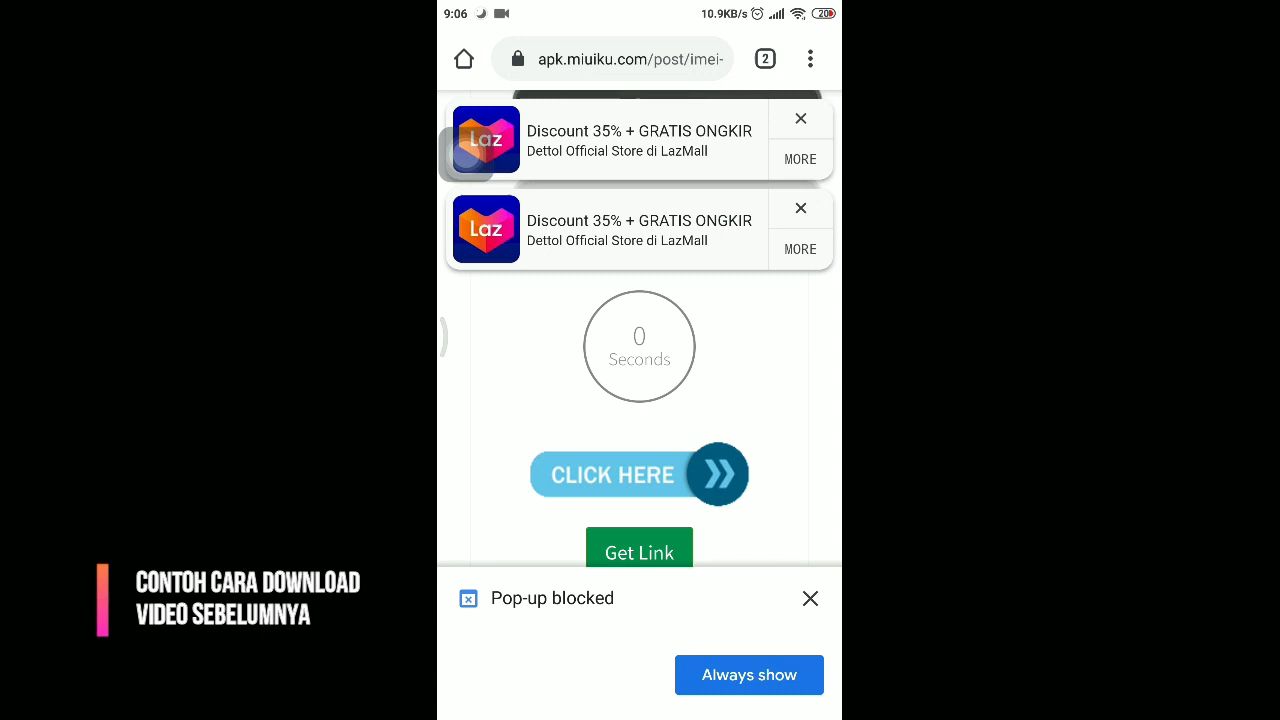 9:06
10.9KB/s
20
apk.miuiku.com/post/imei-
2
Laz
Discount 35% + GRATIS ONGKIR
Dettol Official Store di LazMall
MORE
Laz
Discount 35% + GRATIS ONGKIR
Dettol Official Store di LazMall
MORE
0
Seconds
CLICK HERE
Get Link
CONTOH CARA DOWNLOAD
VIDEO SEBELUMNYA
Pop-up blocked
Always show